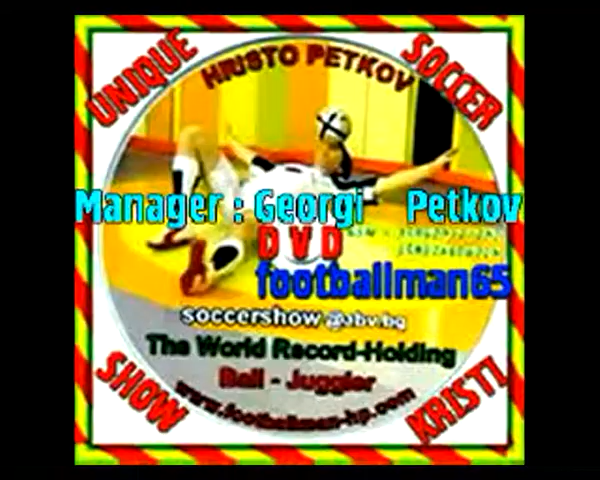 UNIQUE
SOCCER
HRISTO PETKOV
Manager : Georgi Petkov
DVD
footballman65
soccershow@abv.bg
The World Record-Holding
Ball - Juggler
www.footballman-hp.com
SHOW
KRISTI